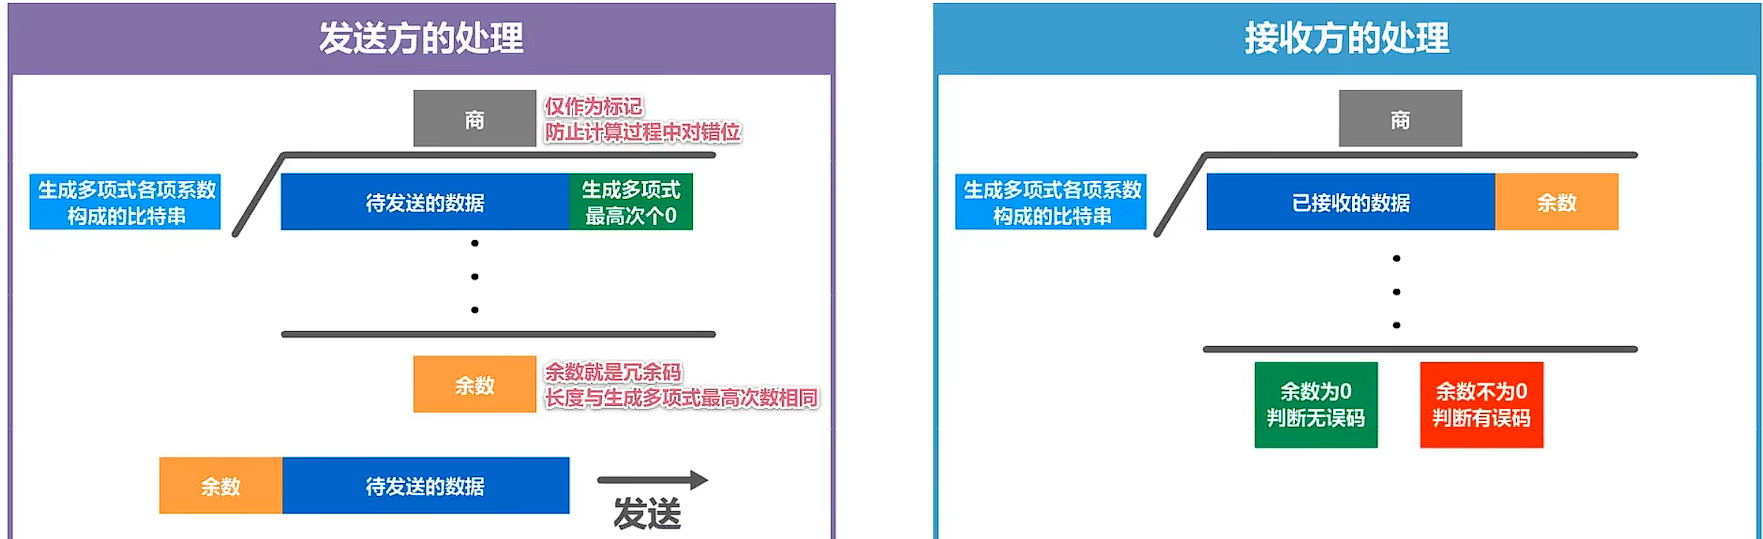 发送方的处理
商
仅作为标记
防止计算过程中对错位
生成多项式各项系数
构成的比特串
待发送的数据
生成多项式
最高次个0
余数
余数就是冗余码
长度与生成多项式最高次数相同
余数
待发送的数据
发送
接收方的处理
商
生成多项式各项系数
构成的比特串
已接收的数据
余数
余数为0
判断无误码
余数不为0
判断有误码